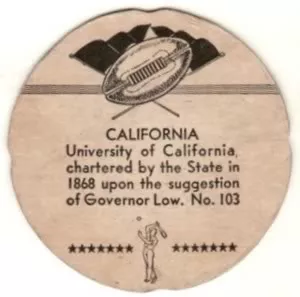 CALIFORNIA
University of California,
chartered by the State in
1868 upon the suggestion
of Governor Low. No. 103